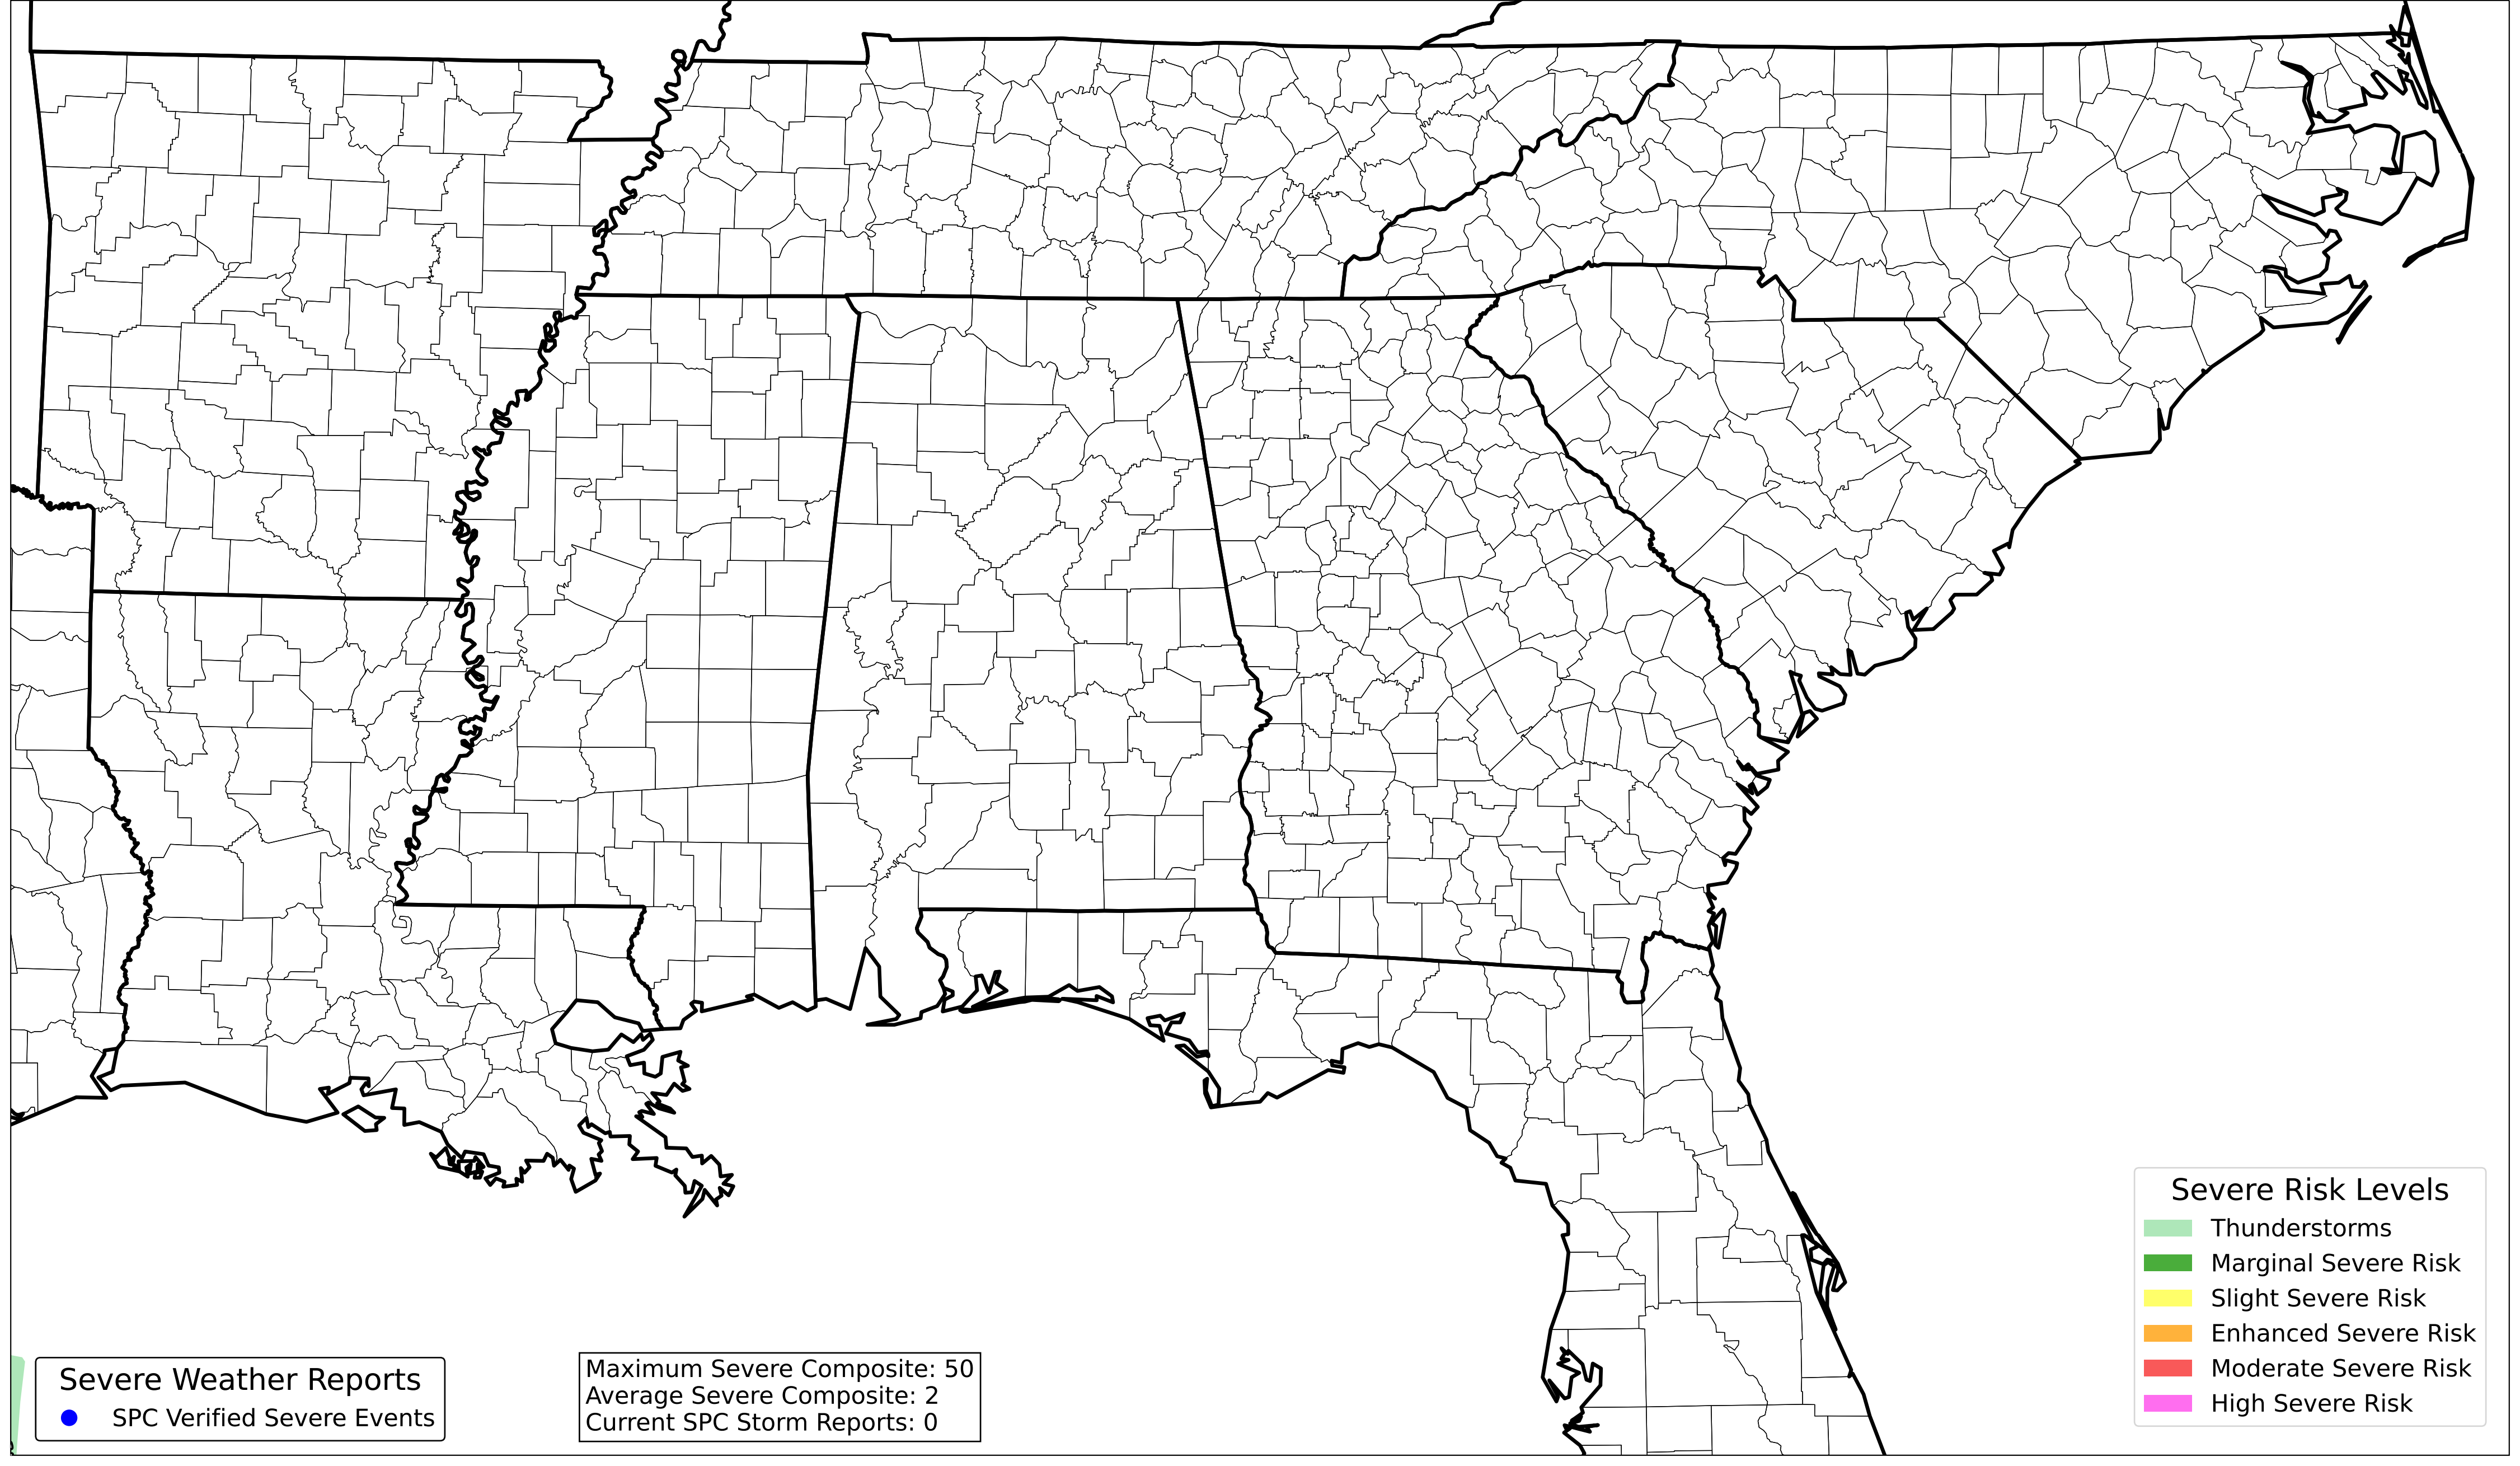 Severe Risk Levels
Thunderstorms
Marginal Severe Risk
Slight Severe Risk
Enhanced Severe Risk
Moderate Severe Risk
High Severe Risk
Severe Weather Reports
SPC Verified Severe Events
Maximum Severe Composite: 50
Average Severe Composite: 2
Current SPC Storm Reports: 0